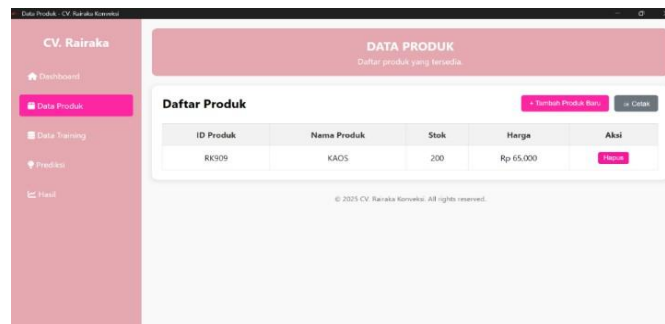 Data Produk - CV. Rairaka Konveksi
CV. Rairaka
Dashboard
Data Produk
Data Training
Prediksi
Hasil
DATA PRODUK
Daftar produk yang tersedia.
Daftar Produk
+ Tambah Produk Baru
Cetak
ID Produk Nama Produk Stok Harga Aksi
RK909 KAOS 200 Rp 65,000 Hapus
© 2025 CV. Rairaka Konveksi. All rights reserved.